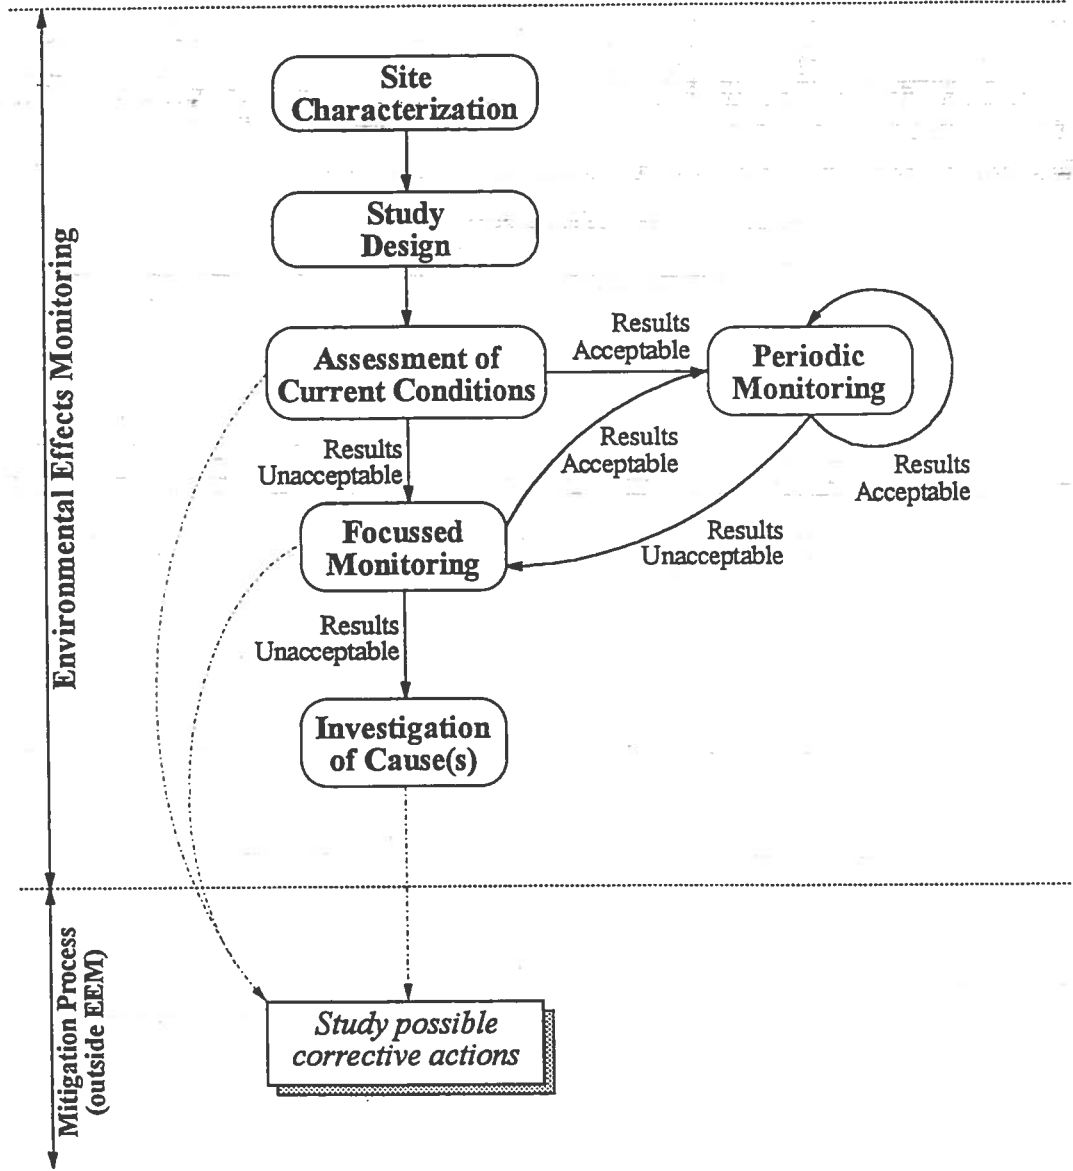 Site
Characterization
Study
Design
Assessment of
Current Conditions
Results
Acceptable
Periodic
Monitoring
Results
Unacceptable
Results
Acceptable
Results
Acceptable
Focussed
Monitoring
Results
Unacceptable
Results
Unacceptable
Investigation
of Cause(s)
Study possible
corrective actions
Environmental Effects Monitoring
Mitigation Process
(outside EEM)